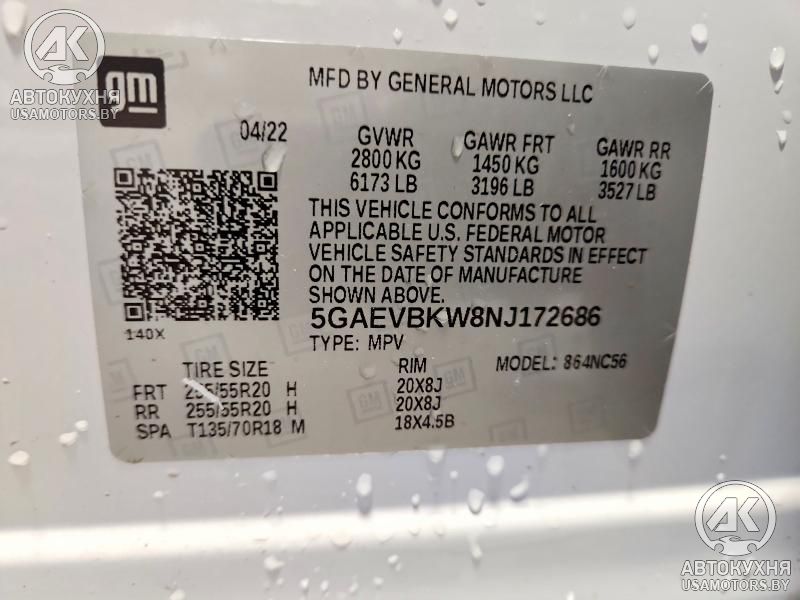 AK
АВТОКУХНЯ
USAMOTORS.BY
gm
MFD BY GENERAL MOTORS LLC
04/22
GVWR GAWR FRT GAWR RR
2800 KG 1450 KG 1600 KG
6173 LB 3196 LB 3527 LB
THIS VEHICLE CONFORMS TO ALL
APPLICABLE U.S. FEDERAL MOTOR
VEHICLE SAFETY STANDARDS IN EFFECT
ON THE DATE OF MANUFACTURE
SHOWN ABOVE.
140X
5GAEVBKW8NJ172686
TYPE: MPV
MODEL: 864NC56
TIRE SIZE RIM
FRT 255/55R20 H 20X8J
RR 255/55R20 H 20X8J
SPA T135/70R18 M 18X4.5B
AK
АВТОКУХНЯ
USAMOTORS.BY